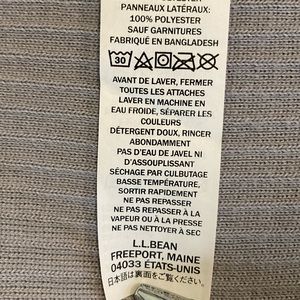 PANNEAUX LATÉRAUX:
100% POLYESTER
SAUF GARNITURES
FABRIQUÉ EN BANGLADESH
30
AVANT DE LAVER, FERMER
TOUTES LES ATTACHES
LAVER EN MACHINE EN
EAU FROIDE, SÉPARER LES
COULEURS
DÉTERGENT DOUX, RINCER
ABONDAMMENT
PAS D'EAU DE JAVEL NI
D'ASSOUPLISSANT
SÉCHAGE PAR CULBUTAGE
BASSE TEMPÉRATURE,
SORTIR RAPIDEMENT
NE PAS REPASSER
NE PAS REPASSER À LA
VAPEUR OU À LA PRESSE
NE PAS NETTOYER À SEC
L.L.BEAN
FREEPORT, MAINE
04033 ÉTATS-UNIS
日本語は裏面をご覧ください。